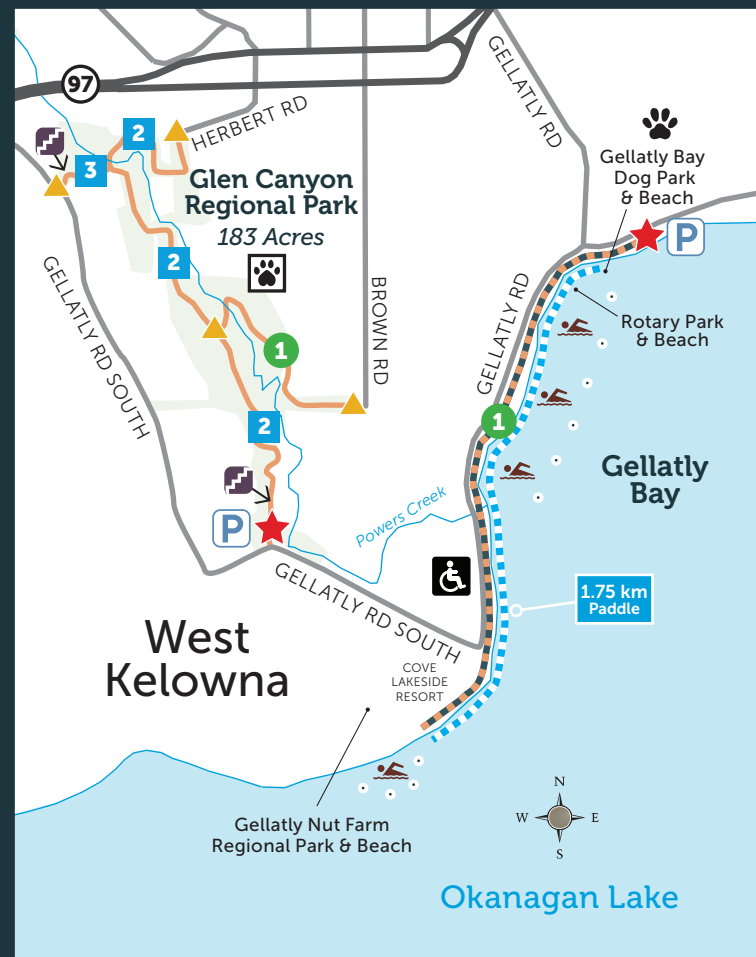 97
GELLATLY RD
HERBERT RD
2
3
Glen Canyon
Regional Park
183 Acres
2
1
2
BROWN RD
GELLATLY RD SOUTH
P
Gellatly Bay
Dog Park
& Beach
P
Rotary Park
& Beach
GELLATLY RD
1
Gellatly
Bay
Powers Creek
GELLATLY RD SOUTH
1.75 km
Paddle
West
Kelowna
COVE
LAKESIDE
RESORT
Gellatly Nut Farm
Regional Park & Beach
N
W
E
S
Okanagan Lake